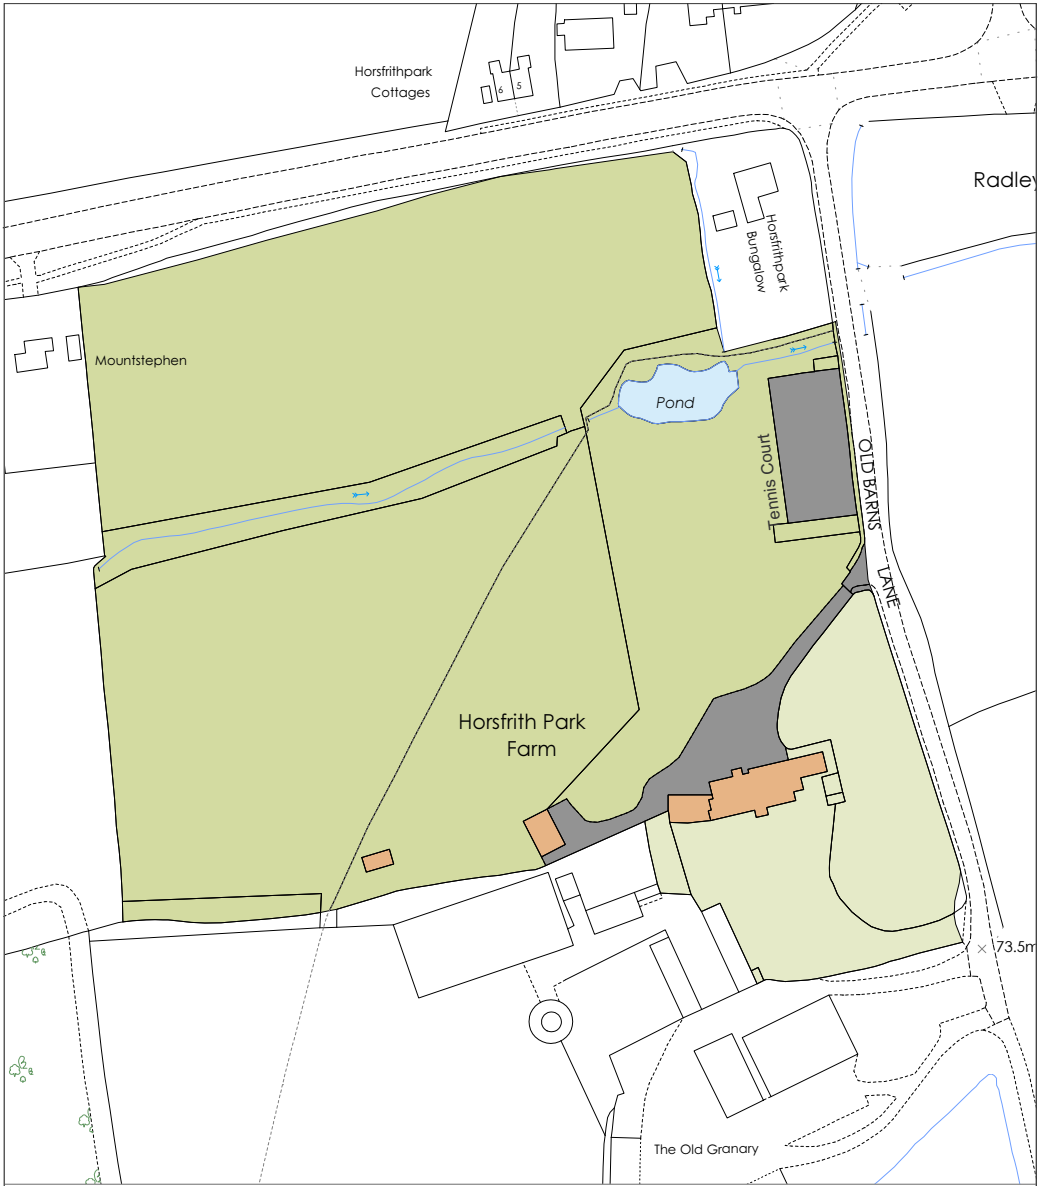 Horsfrithpark
Cottages
6
5
Radley
Horsfrithpark
Bungalow
Mountstephen
Pond
Tennis Court
OLD BARNS
LANE
Horsfrith Park
Farm
73.5m
The Old Granary